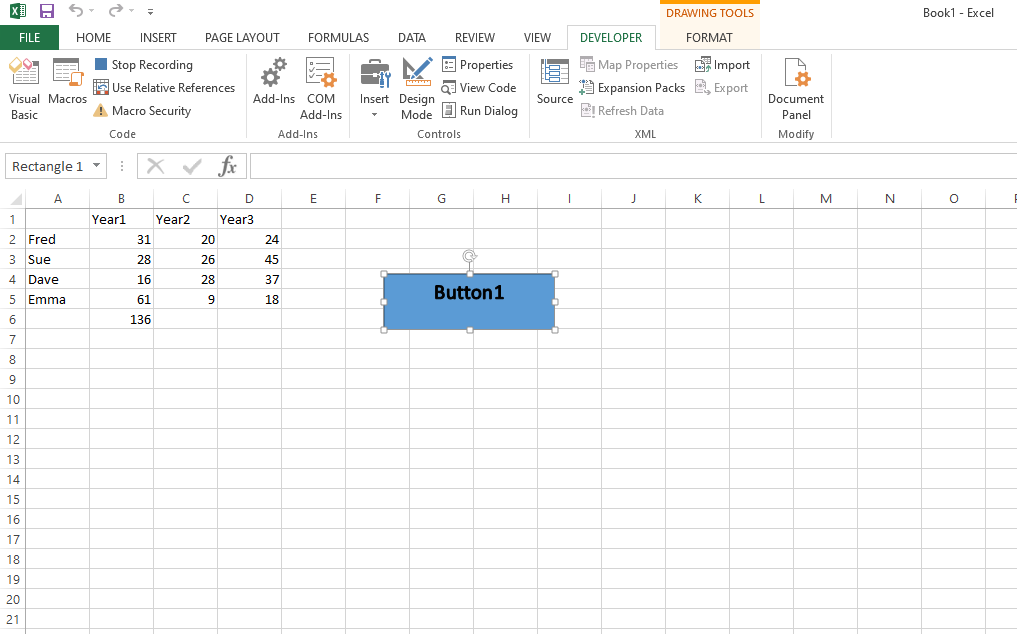 DRAWING TOOLS
Book1 - Excel
FILE HOME INSERT PAGE LAYOUT FORMULAS DATA REVIEW VIEW DEVELOPER FORMAT
Visual Basic
Macros
Stop Recording
Use Relative References
Macro Security
Code
Add-Ins
COM Add-Ins
Add-Ins
Insert
Design Mode
Properties
View Code
Run Dialog
Controls
Source
Map Properties
Expansion Packs
Refresh Data
Import
Export
XML
Document Panel
Modify
Rectangle 1
fx
A B C D E F G H I J K L M N O
1 Year1 Year2 Year3
2 Fred 31 20 24
3 Sue 28 26 45
4 Dave 16 28 37
5 Emma 61 9 18
6 136
Button1
7
8
9
10
11
12
13
14
15
16
17
18
19
20
21